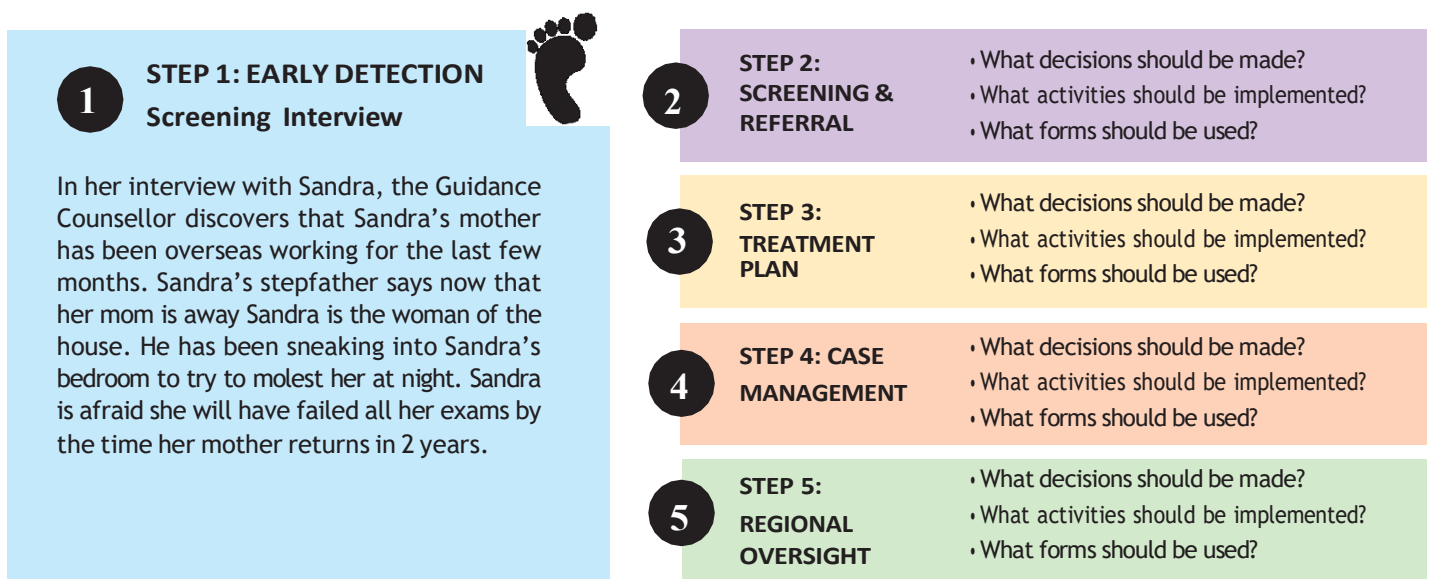 1
STEP 1: EARLY DETECTION
Screening Interview
In her interview with Sandra, the Guidance
Counsellor discovers that Sandra’s mother
has been overseas working for the last few
months. Sandra’s stepfather says now that
her mom is away Sandra is the woman of the
house. He has been sneaking into Sandra’s
bedroom to try to molest her at night. Sandra
is afraid she will have failed all her exams by
the time her mother returns in 2 years.
2
STEP 2:
SCREENING &
REFERRAL
• What decisions should be made?
• What activities should be implemented?
• What forms should be used?
3
STEP 3:
TREATMENT
PLAN
• What decisions should be made?
• What activities should be implemented?
• What forms should be used?
4
STEP 4: CASE
MANAGEMENT
• What decisions should be made?
• What activities should be implemented?
• What forms should be used?
5
STEP 5:
REGIONAL
OVERSIGHT
• What decisions should be made?
• What activities should be implemented?
• What forms should be used?